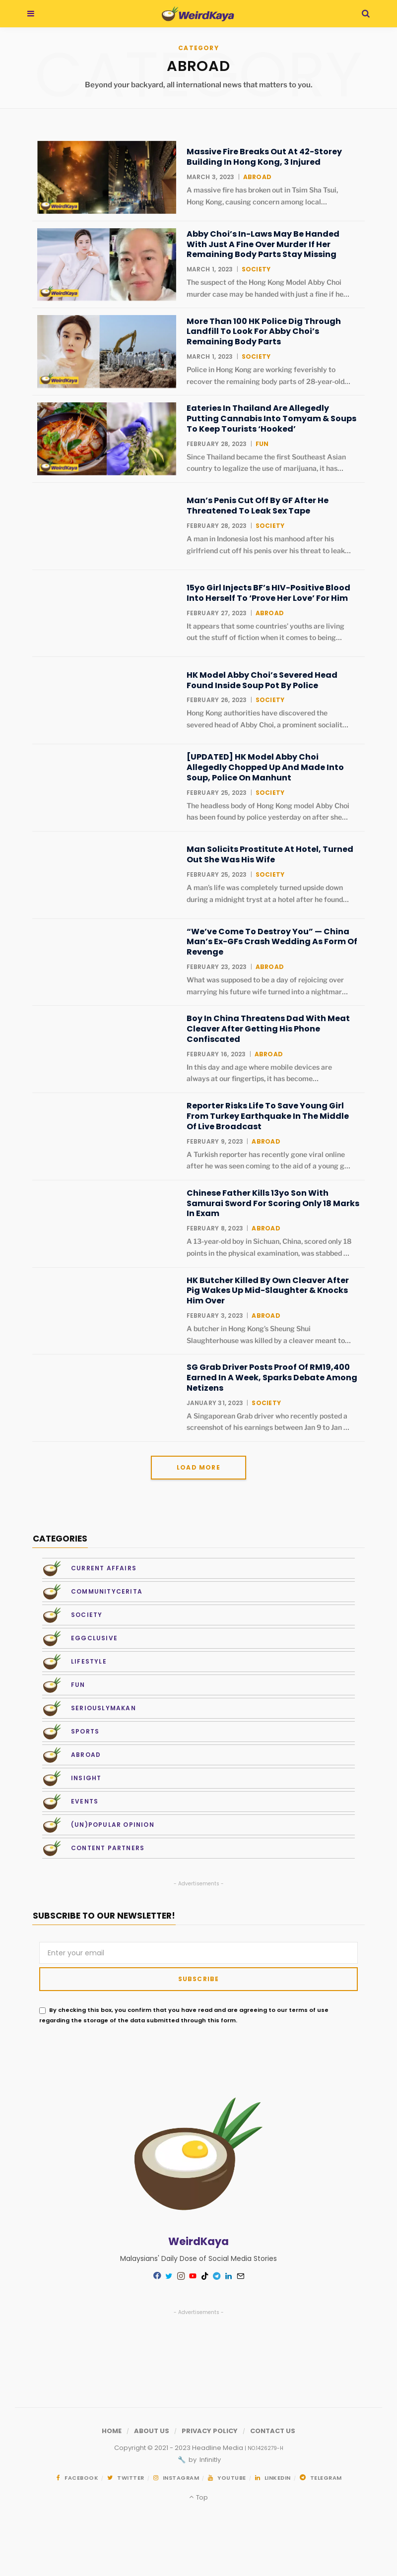 WeirdKaya
CATEGORY
CATEGORY
ABROAD
Beyond your backyard, all international news that matters to you.
WeirdKaya
Massive Fire Breaks Out At 42-Storey
Building In Hong Kong, 3 Injured
MARCH 3, 2023 | ABROAD
A massive fire has broken out in Tsim Sha Tsui,
Hong Kong, causing concern among local...
WeirdKaya
Abby Choi's In-Laws May Be Handed
With Just A Fine Over Murder If Her
Remaining Body Parts Stay Missing
MARCH 1, 2023 | SOCIETY
The suspect of the Hong Kong Model Abby Choi
murder case may be handed with just a fine if he...
WeirdKaya
More Than 100 HK Police Dig Through
Landfill To Look For Abby Choi's
Remaining Body Parts
MARCH 1, 2023 | SOCIETY
Police in Hong Kong are working feverishly to
recover the remaining body parts of 28-year-old...
WeirdKaya
Eateries In Thailand Are Allegedly
Putting Cannabis Into Tomyam & Soups
To Keep Tourists 'Hooked'
FEBRUARY 28, 2023 | FUN
Since Thailand became the first Southeast Asian
country to legalize the use of marijuana, it has...
Man's Penis Cut Off By GF After He
Threatened To Leak Sex Tape
FEBRUARY 28, 2023 | SOCIETY
A man in Indonesia lost his manhood after his
girlfriend cut off his penis over his threat to leak...
15yo Girl Injects BF's HIV-Positive Blood
Into Herself To 'Prove Her Love' For Him
FEBRUARY 27, 2023 | ABROAD
It appears that some countries' youths are living
out the stuff of fiction when it comes to being...
HK Model Abby Choi's Severed Head
Found Inside Soup Pot By Police
FEBRUARY 26, 2023 | SOCIETY
Hong Kong authorities have discovered the
severed head of Abby Choi, a prominent socialit...
[UPDATED] HK Model Abby Choi
Allegedly Chopped Up And Made Into
Soup, Police On Manhunt
FEBRUARY 25, 2023 | SOCIETY
The headless body of Hong Kong model Abby Choi
has been found by police yesterday on after she...
Man Solicits Prostitute At Hotel, Turned
Out She Was His Wife
FEBRUARY 25, 2023 | SOCIETY
A man's life was completely turned upside down
during a midnight tryst at a hotel after he found...
"We've Come To Destroy You" — China
Man's Ex-GFs Crash Wedding As Form Of
Revenge
FEBRUARY 23, 2023 | ABROAD
What was supposed to be a day of rejoicing over
marrying his future wife turned into a nightmar...
Boy In China Threatens Dad With Meat
Cleaver After Getting His Phone
Confiscated
FEBRUARY 16, 2023 | ABROAD
In this day and age where mobile devices are
always at our fingertips, it has become...
Reporter Risks Life To Save Young Girl
From Turkey Earthquake In The Middle
Of Live Broadcast
FEBRUARY 9, 2023 | ABROAD
A Turkish reporter has recently gone viral online
after he was seen coming to the aid of a young g...
Chinese Father Kills 13yo Son With
Samurai Sword For Scoring Only 18 Marks
In Exam
FEBRUARY 8, 2023 | ABROAD
A 13-year-old boy in Sichuan, China, scored only 18
points in the physical examination, was stabbed ...
HK Butcher Killed By Own Cleaver After
Pig Wakes Up Mid-Slaughter & Knocks
Him Over
FEBRUARY 3, 2023 | ABROAD
A butcher in Hong Kong's Sheung Shui
Slaughterhouse was killed by a cleaver meant to...
SG Grab Driver Posts Proof Of RM19,400
Earned In A Week, Sparks Debate Among
Netizens
JANUARY 31, 2023 | SOCIETY
A Singaporean Grab driver who recently posted a
screenshot of his earnings between Jan 9 to Jan ...
LOAD MORE
CATEGORIES
CURRENT AFFAIRS
COMMUNITYCERITA
SOCIETY
EGGCLUSIVE
LIFESTYLE
FUN
SERIOUSLYMAKAN
SPORTS
ABROAD
INSIGHT
EVENTS
(UN)POPULAR OPINION
CONTENT PARTNERS
- Advertisements -
SUBSCRIBE TO OUR NEWSLETTER!
Enter your email
SUBSCRIBE
By checking this box, you confirm that you have read and are agreeing to our terms of use
regarding the storage of the data submitted through this form.
WeirdKaya
Malaysians' Daily Dose of Social Media Stories
- Advertisements -
HOME / ABOUT US / PRIVACY POLICY / CONTACT US
Copyright © 2021 - 2023 Headline Media | NO.1426279-H
by Infinitly
FACEBOOK / TWITTER / INSTAGRAM / YOUTUBE / LINKEDIN / TELEGRAM
Top